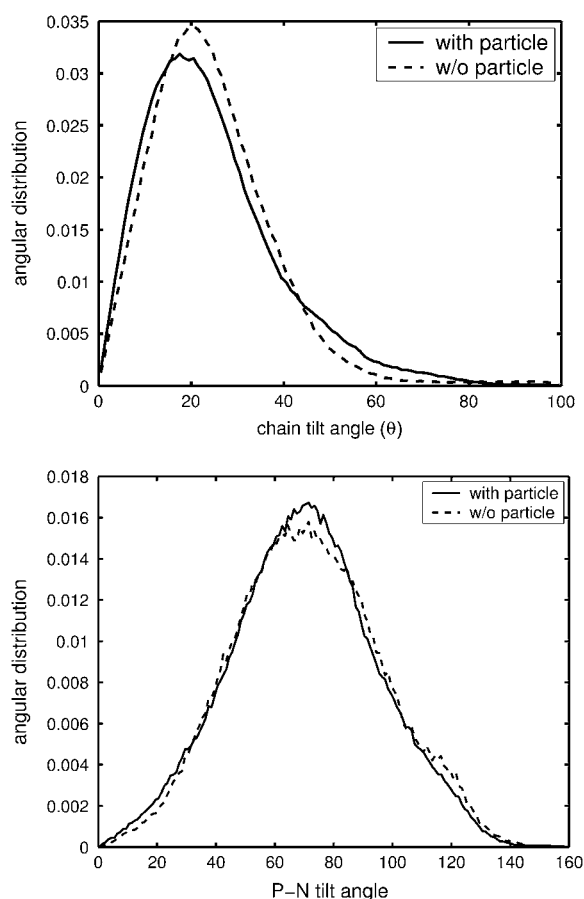 0.035
0.03
0.025
0.02
0.015
0.01
0.005
0
angular distribution
with particle
w/o particle
0 20 40 60 80 100
chain tilt angle (θ)
0.018
0.016
0.014
0.012
0.01
0.008
0.006
0.004
0.002
0
angular distribution
with particle
w/o particle
0 20 40 60 80 100 120 140 160
P−N tilt angle